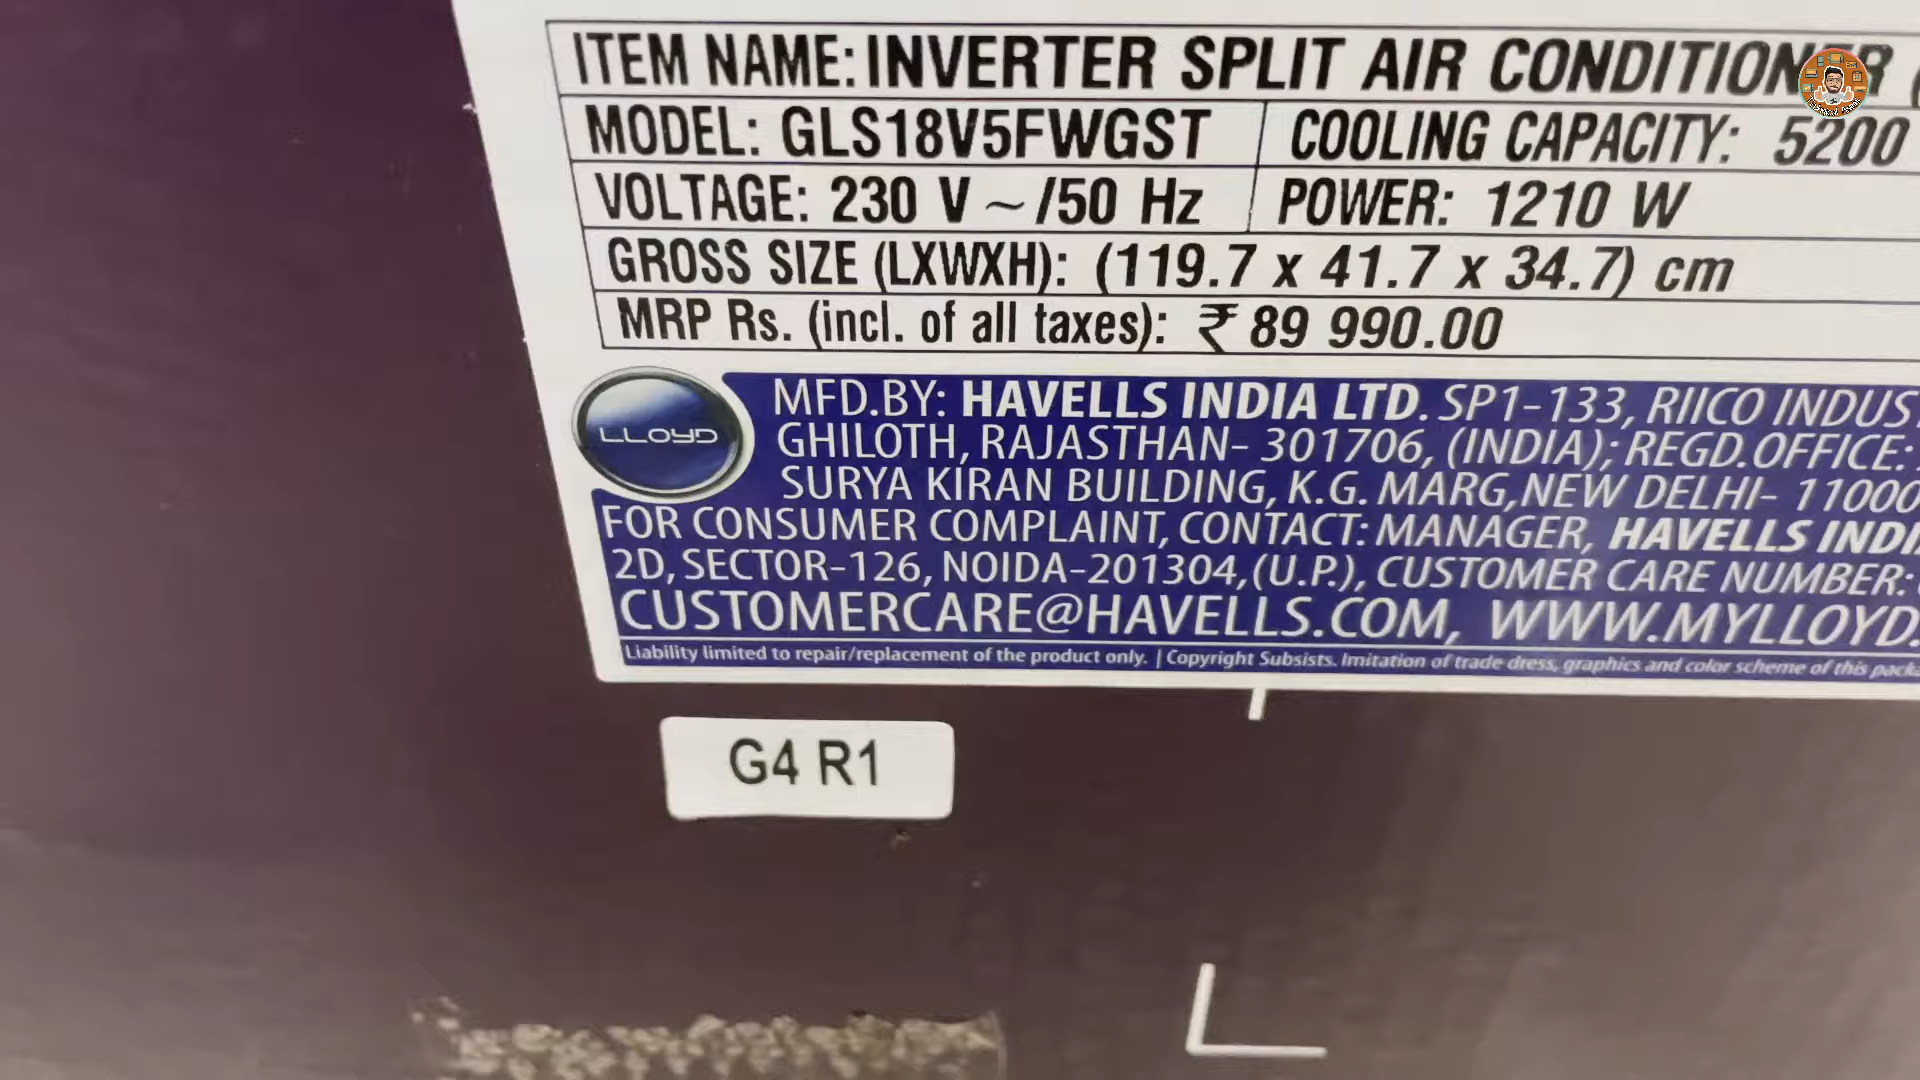 ITEM NAME: INVERTER SPLIT AIR CONDITIONER (
MODEL: GLS18V5FWGST COOLING CAPACITY: 5200
VOLTAGE: 230 V ~ /50 Hz POWER: 1210 W
GROSS SIZE (LXWXH): (119.7 x 41.7 x 34.7) cm
MRP Rs. (incl. of all taxes): ₹ 89 990.00
LLOYD
MFD.BY: HAVELLS INDIA LTD. SP1-133, RIICO INDUS
GHILOTH, RAJASTHAN- 301706, (INDIA); REGD.OFFICE:
SURYA KIRAN BUILDING, K.G. MARG,NEW DELHI- 11000
FOR CONSUMER COMPLAINT, CONTACT: MANAGER, HAVELLS INDI
2D, SECTOR-126, NOIDA-201304,(U.P.), CUSTOMER CARE NUMBER:
CUSTOMERCARE@HAVELLS.COM, WWW.MYLLOYD.
Liability limited to repair/replacement of the product only. | Copyright Subsists. Imitation of trade dress, graphics and color scheme of this packa
G4 R1